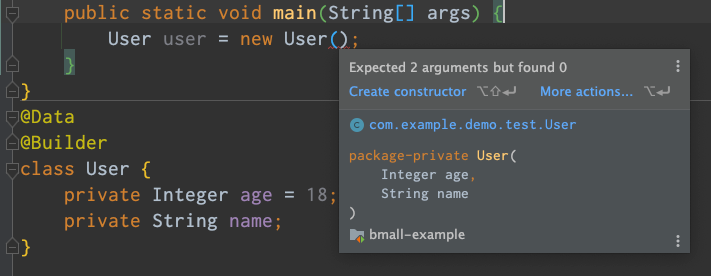 public static void main(String[] args) {
User user = new User();
}
}
@Data
@Builder
class User {
private Integer age = 18;
private String name;
}
Expected 2 arguments but found 0
Create constructor ⌥⇧↩ More actions... ⌥↩
com.example.demo.test.User
package-private User(
Integer age,
String name
)
bmall-example